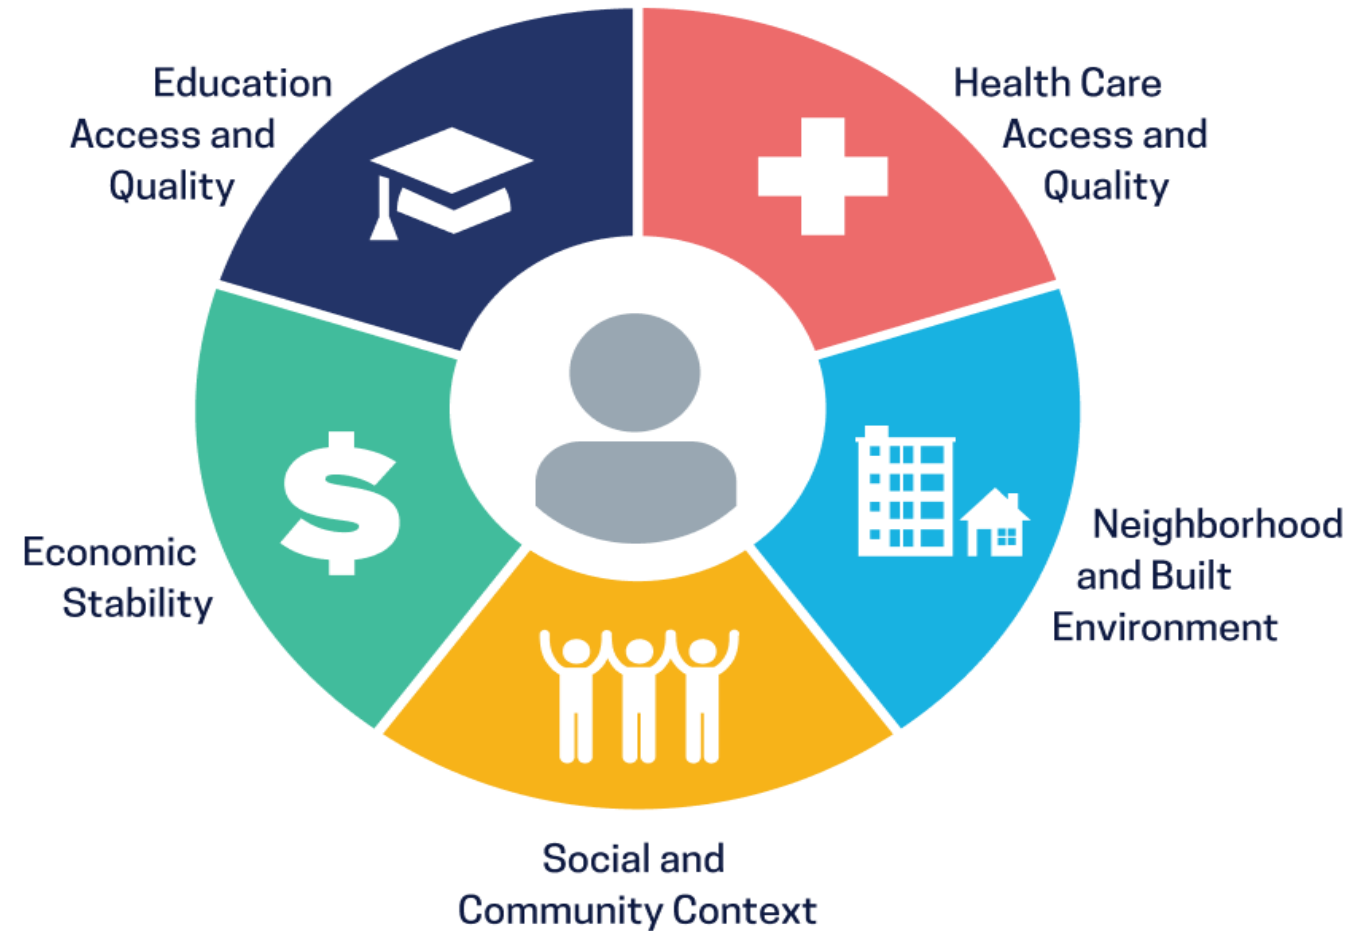 Education
Access and
Quality
Health Care
Access and
Quality
Economic
Stability
Neighborhood
and Built
Environment
Social and
Community Context